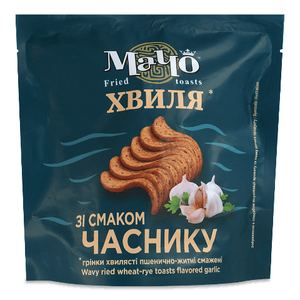 Мачо
Fried toasts
ХВИЛЯ*
ЗІ СМАКОМ
ЧАСНИКУ
*грінки хвилясті пшенично-житні смажені
Wavy ried wheat-rye toasts flavored garlic